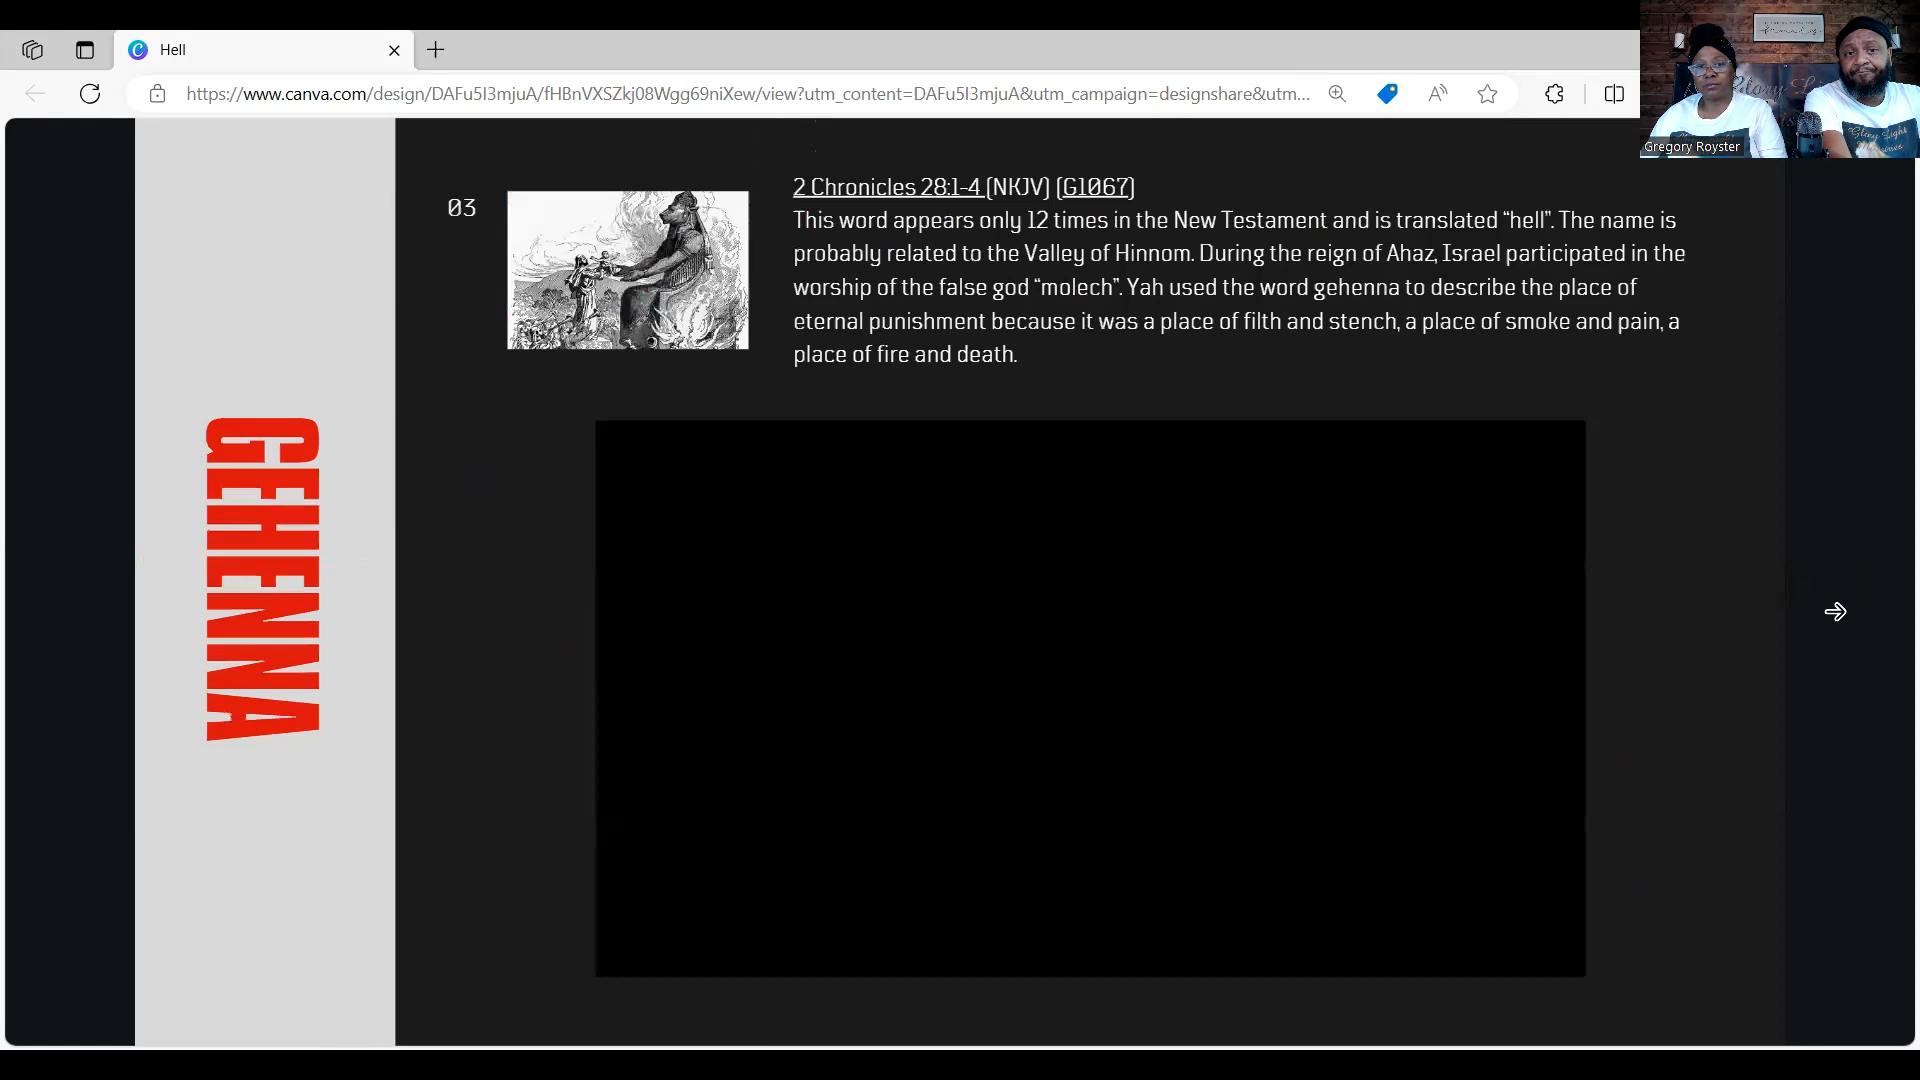 Hell
https://www.canva.com/design/DAFu5I3mjuA/fHBnVXSZkj08Wgg69niXew/view?utm_content=DAFu5I3mjuA&utm_campaign=designshare&utm...
Gregory Royster
03
2 Chronicles 28:1-4 (NKJV) (G1067)
This word appears only 12 times in the New Testament and is translated “hell”. The name is
probably related to the Valley of Hinnom. During the reign of Ahaz, Israel participated in the
worship of the false god “molech”. Yah used the word gehenna to describe the place of
eternal punishment because it was a place of filth and stench, a place of smoke and pain, a
place of fire and death.
GEHENNA